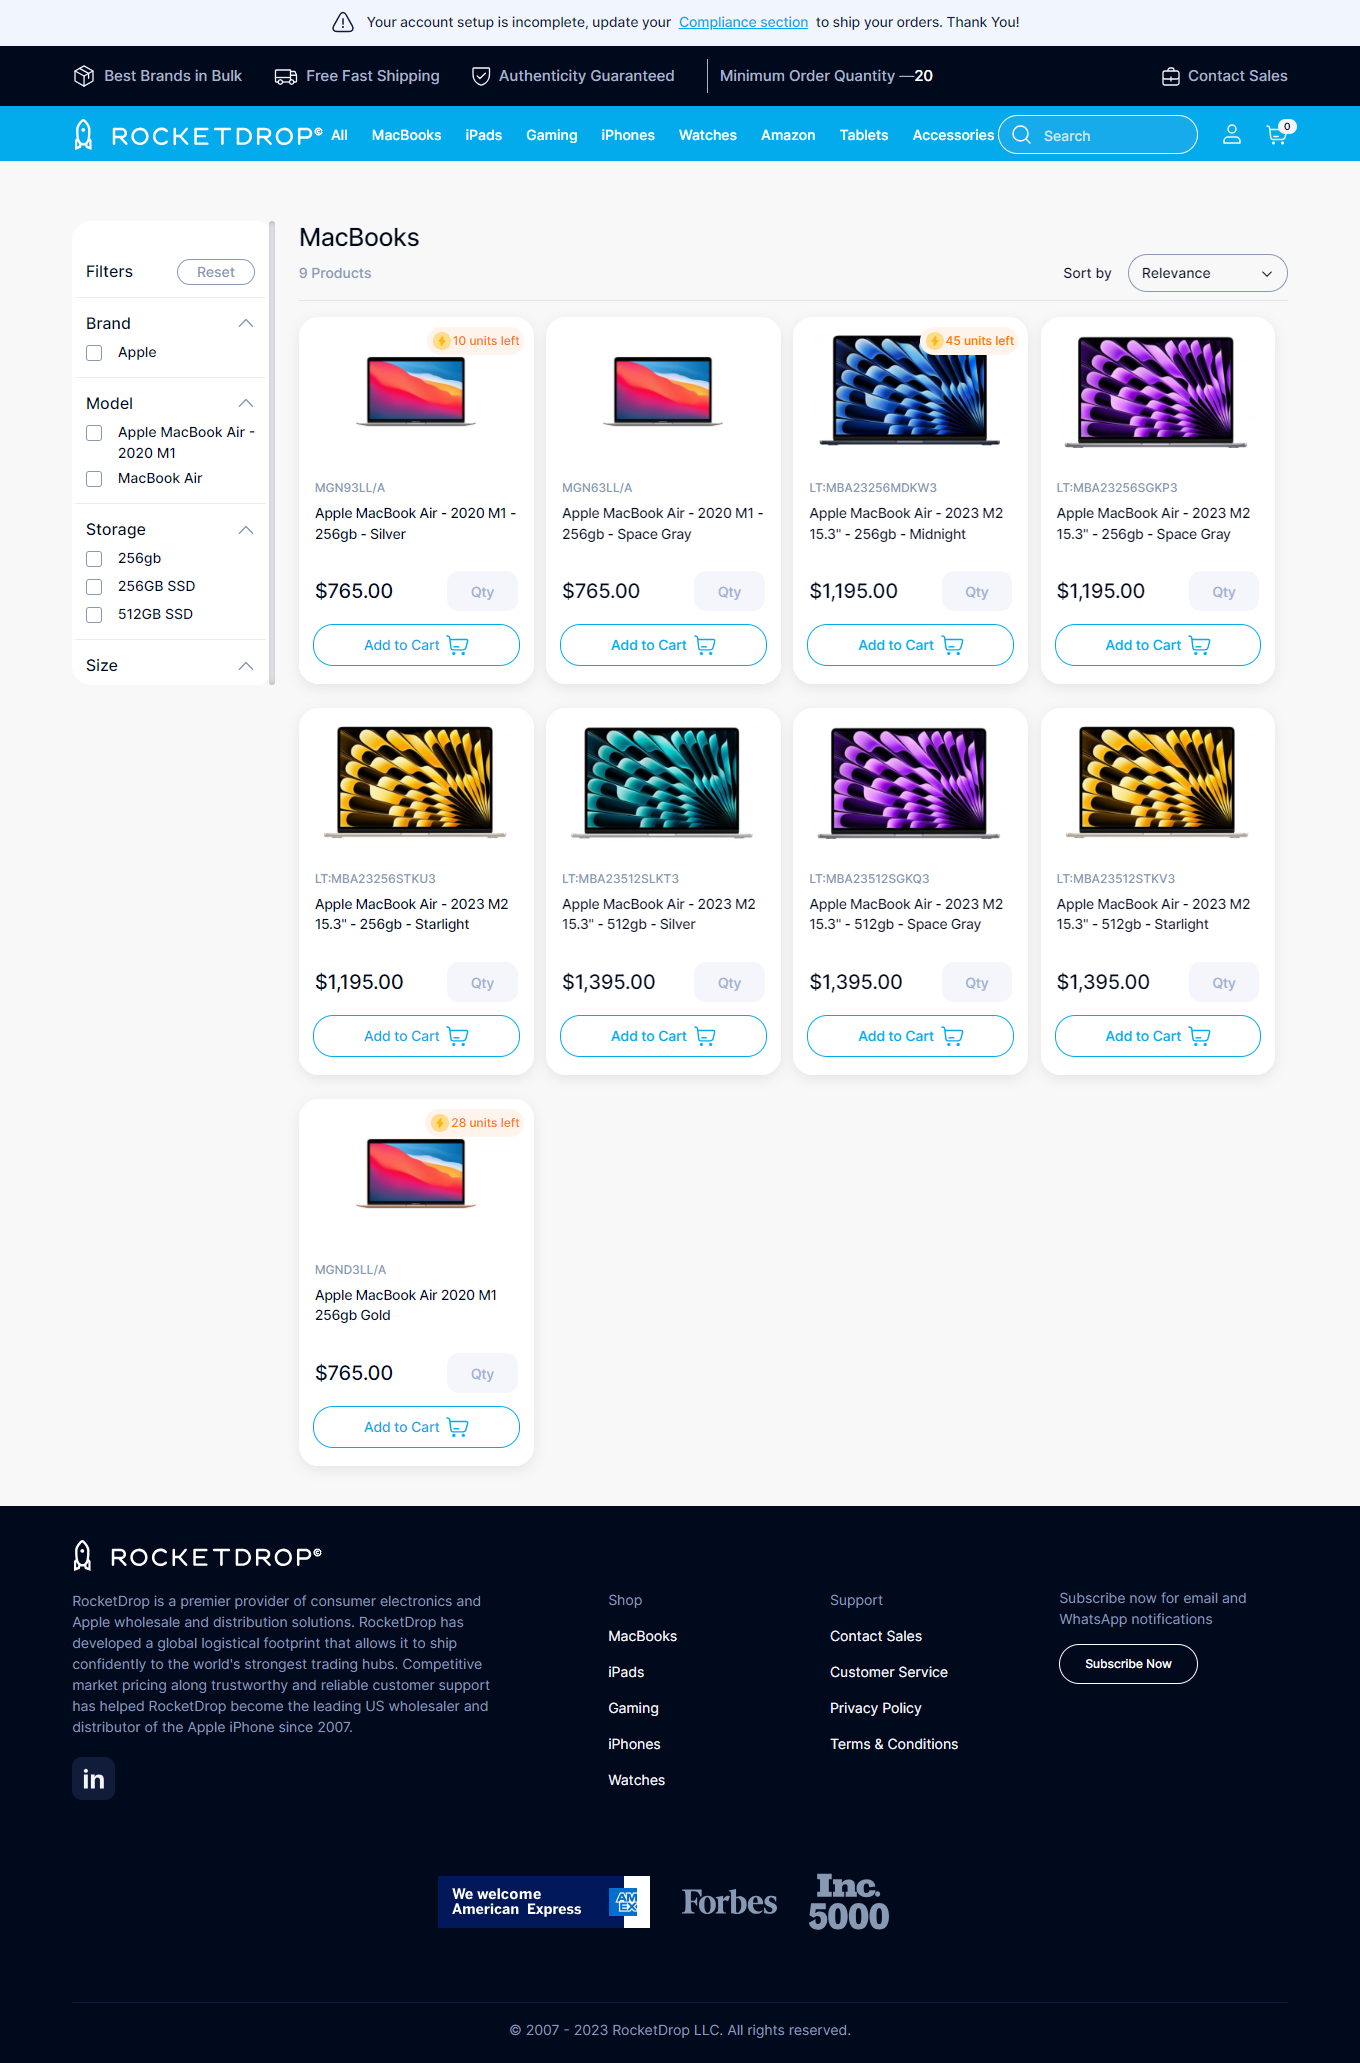 Your account setup is incomplete, update your Compliance section to ship your orders. Thank You!
Best Brands in Bulk
Free Fast Shipping
Authenticity Guaranteed
Minimum Order Quantity —20
Contact Sales
ROCKETDROP©
All
MacBooks
iPads
Gaming
iPhones
Watches
Amazon
Tablets
Accessories
Search
0
Filters
Reset
Brand
Apple
Model
Apple MacBook Air -
2020 M1
MacBook Air
Storage
256gb
256GB SSD
512GB SSD
Size
MacBooks
9 Products
Sort by
Relevance
10 units left
MGN93LL/A
Apple MacBook Air - 2020 M1 -
256gb - Silver
$765.00
Qty
Add to Cart
MGN63LL/A
Apple MacBook Air - 2020 M1 -
256gb - Space Gray
$765.00
Qty
Add to Cart
45 units left
LT:MBA23256MDKW3
Apple MacBook Air - 2023 M2
15.3" - 256gb - Midnight
$1,195.00
Qty
Add to Cart
LT:MBA23256SGKP3
Apple MacBook Air - 2023 M2
15.3" - 256gb - Space Gray
$1,195.00
Qty
Add to Cart
LT:MBA23256STKU3
Apple MacBook Air - 2023 M2
15.3" - 256gb - Starlight
$1,195.00
Qty
Add to Cart
LT:MBA23512SLKT3
Apple MacBook Air - 2023 M2
15.3" - 512gb - Silver
$1,395.00
Qty
Add to Cart
LT:MBA23512SGKQ3
Apple MacBook Air - 2023 M2
15.3" - 512gb - Space Gray
$1,395.00
Qty
Add to Cart
LT:MBA23512STKV3
Apple MacBook Air - 2023 M2
15.3" - 512gb - Starlight
$1,395.00
Qty
Add to Cart
28 units left
MGND3LL/A
Apple MacBook Air 2020 M1
256gb Gold
$765.00
Qty
Add to Cart
ROCKETDROP©
RocketDrop is a premier provider of consumer electronics and
Apple wholesale and distribution solutions. RocketDrop has
developed a global logistical footprint that allows it to ship
confidently to the world's strongest trading hubs. Competitive
market pricing along trustworthy and reliable customer support
has helped RocketDrop become the leading US wholesaler and
distributor of the Apple iPhone since 2007.
in
Shop
MacBooks
iPads
Gaming
iPhones
Watches
Support
Contact Sales
Customer Service
Privacy Policy
Terms & Conditions
Subscribe now for email and
WhatsApp notifications
Subscribe Now
We welcome
American Express
AM
EX
Forbes
Inc.
5000
© 2007 - 2023 RocketDrop LLC. All rights reserved.